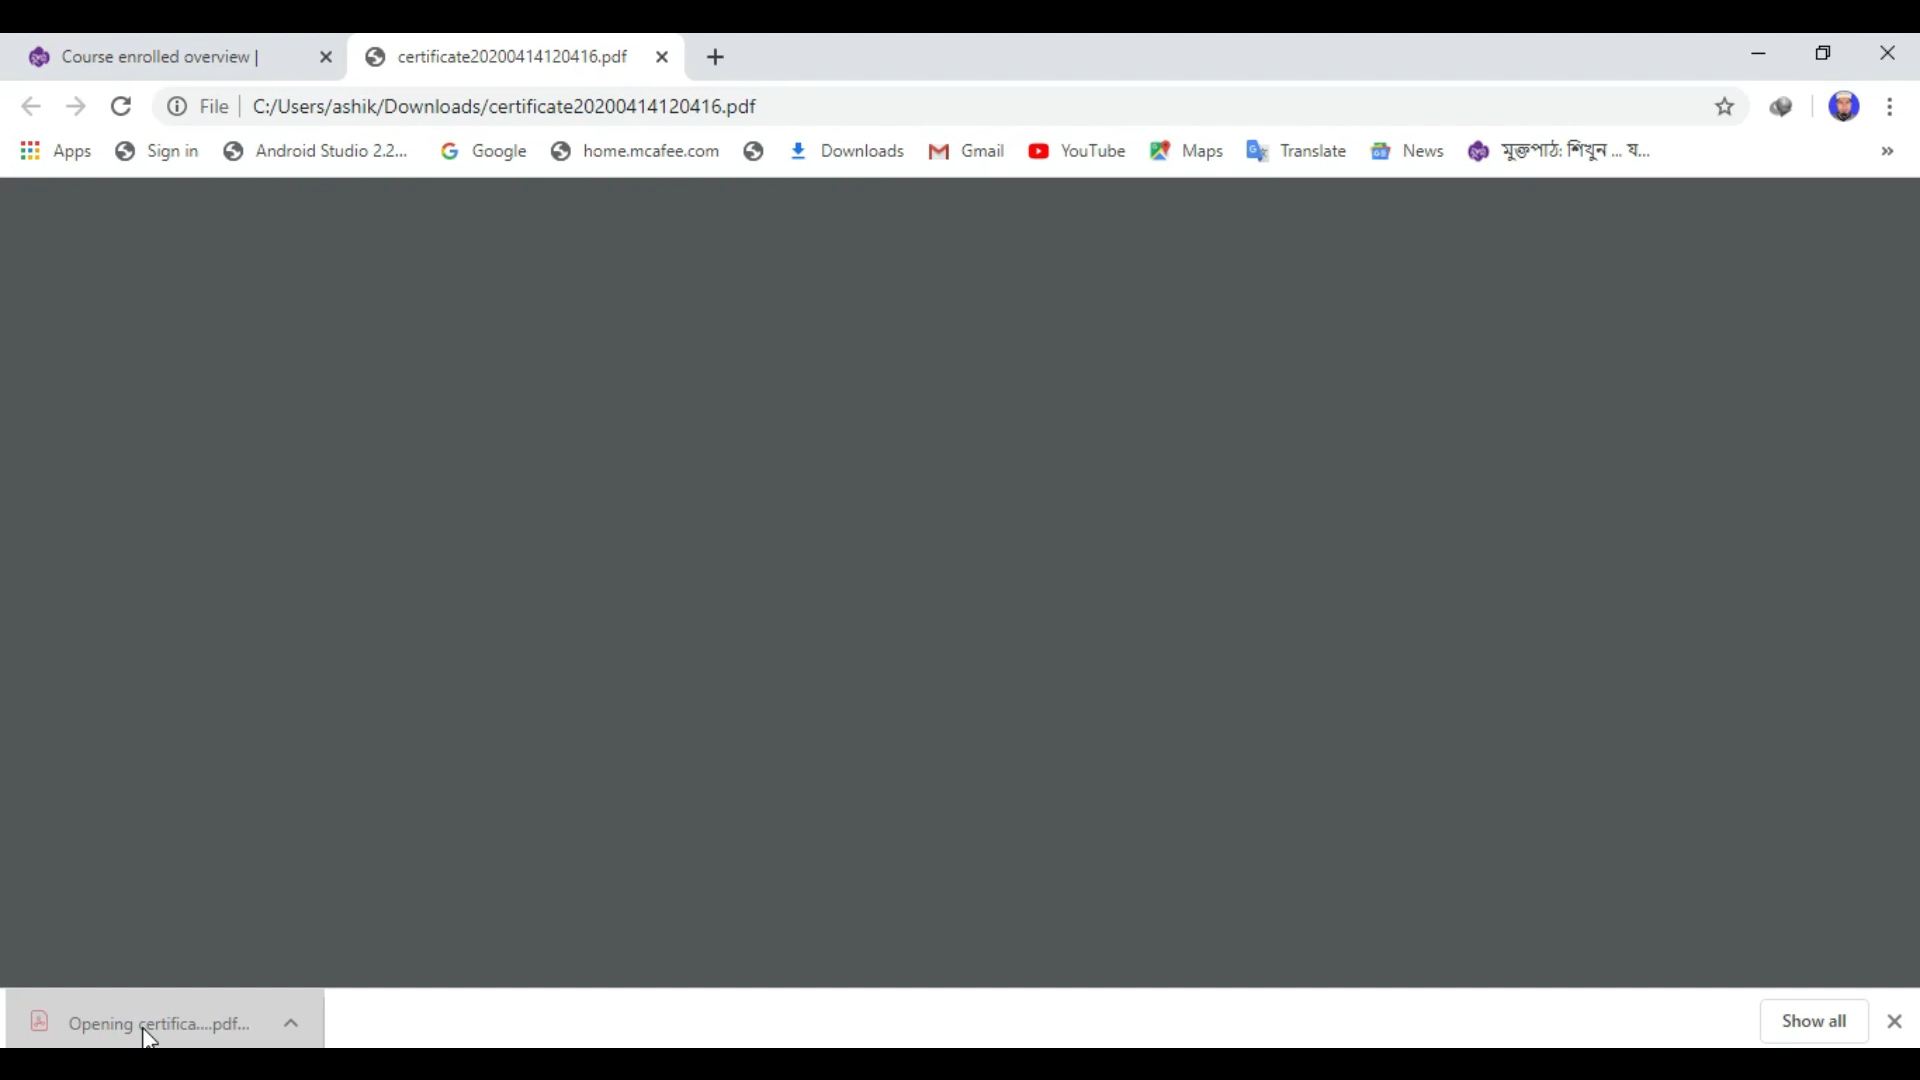 Course enrolled overview |
certificate20200414120416.pdf
File
C:/Users/ashik/Downloads/certificate20200414120416.pdf
Apps
Sign in
Android Studio 2.2...
Google
home.mcafee.com
Downloads
Gmail
YouTube
Maps
Translate
News
মুক্তপাঠ: শিখুন ... য...
Opening certifica....pdf...
Show all